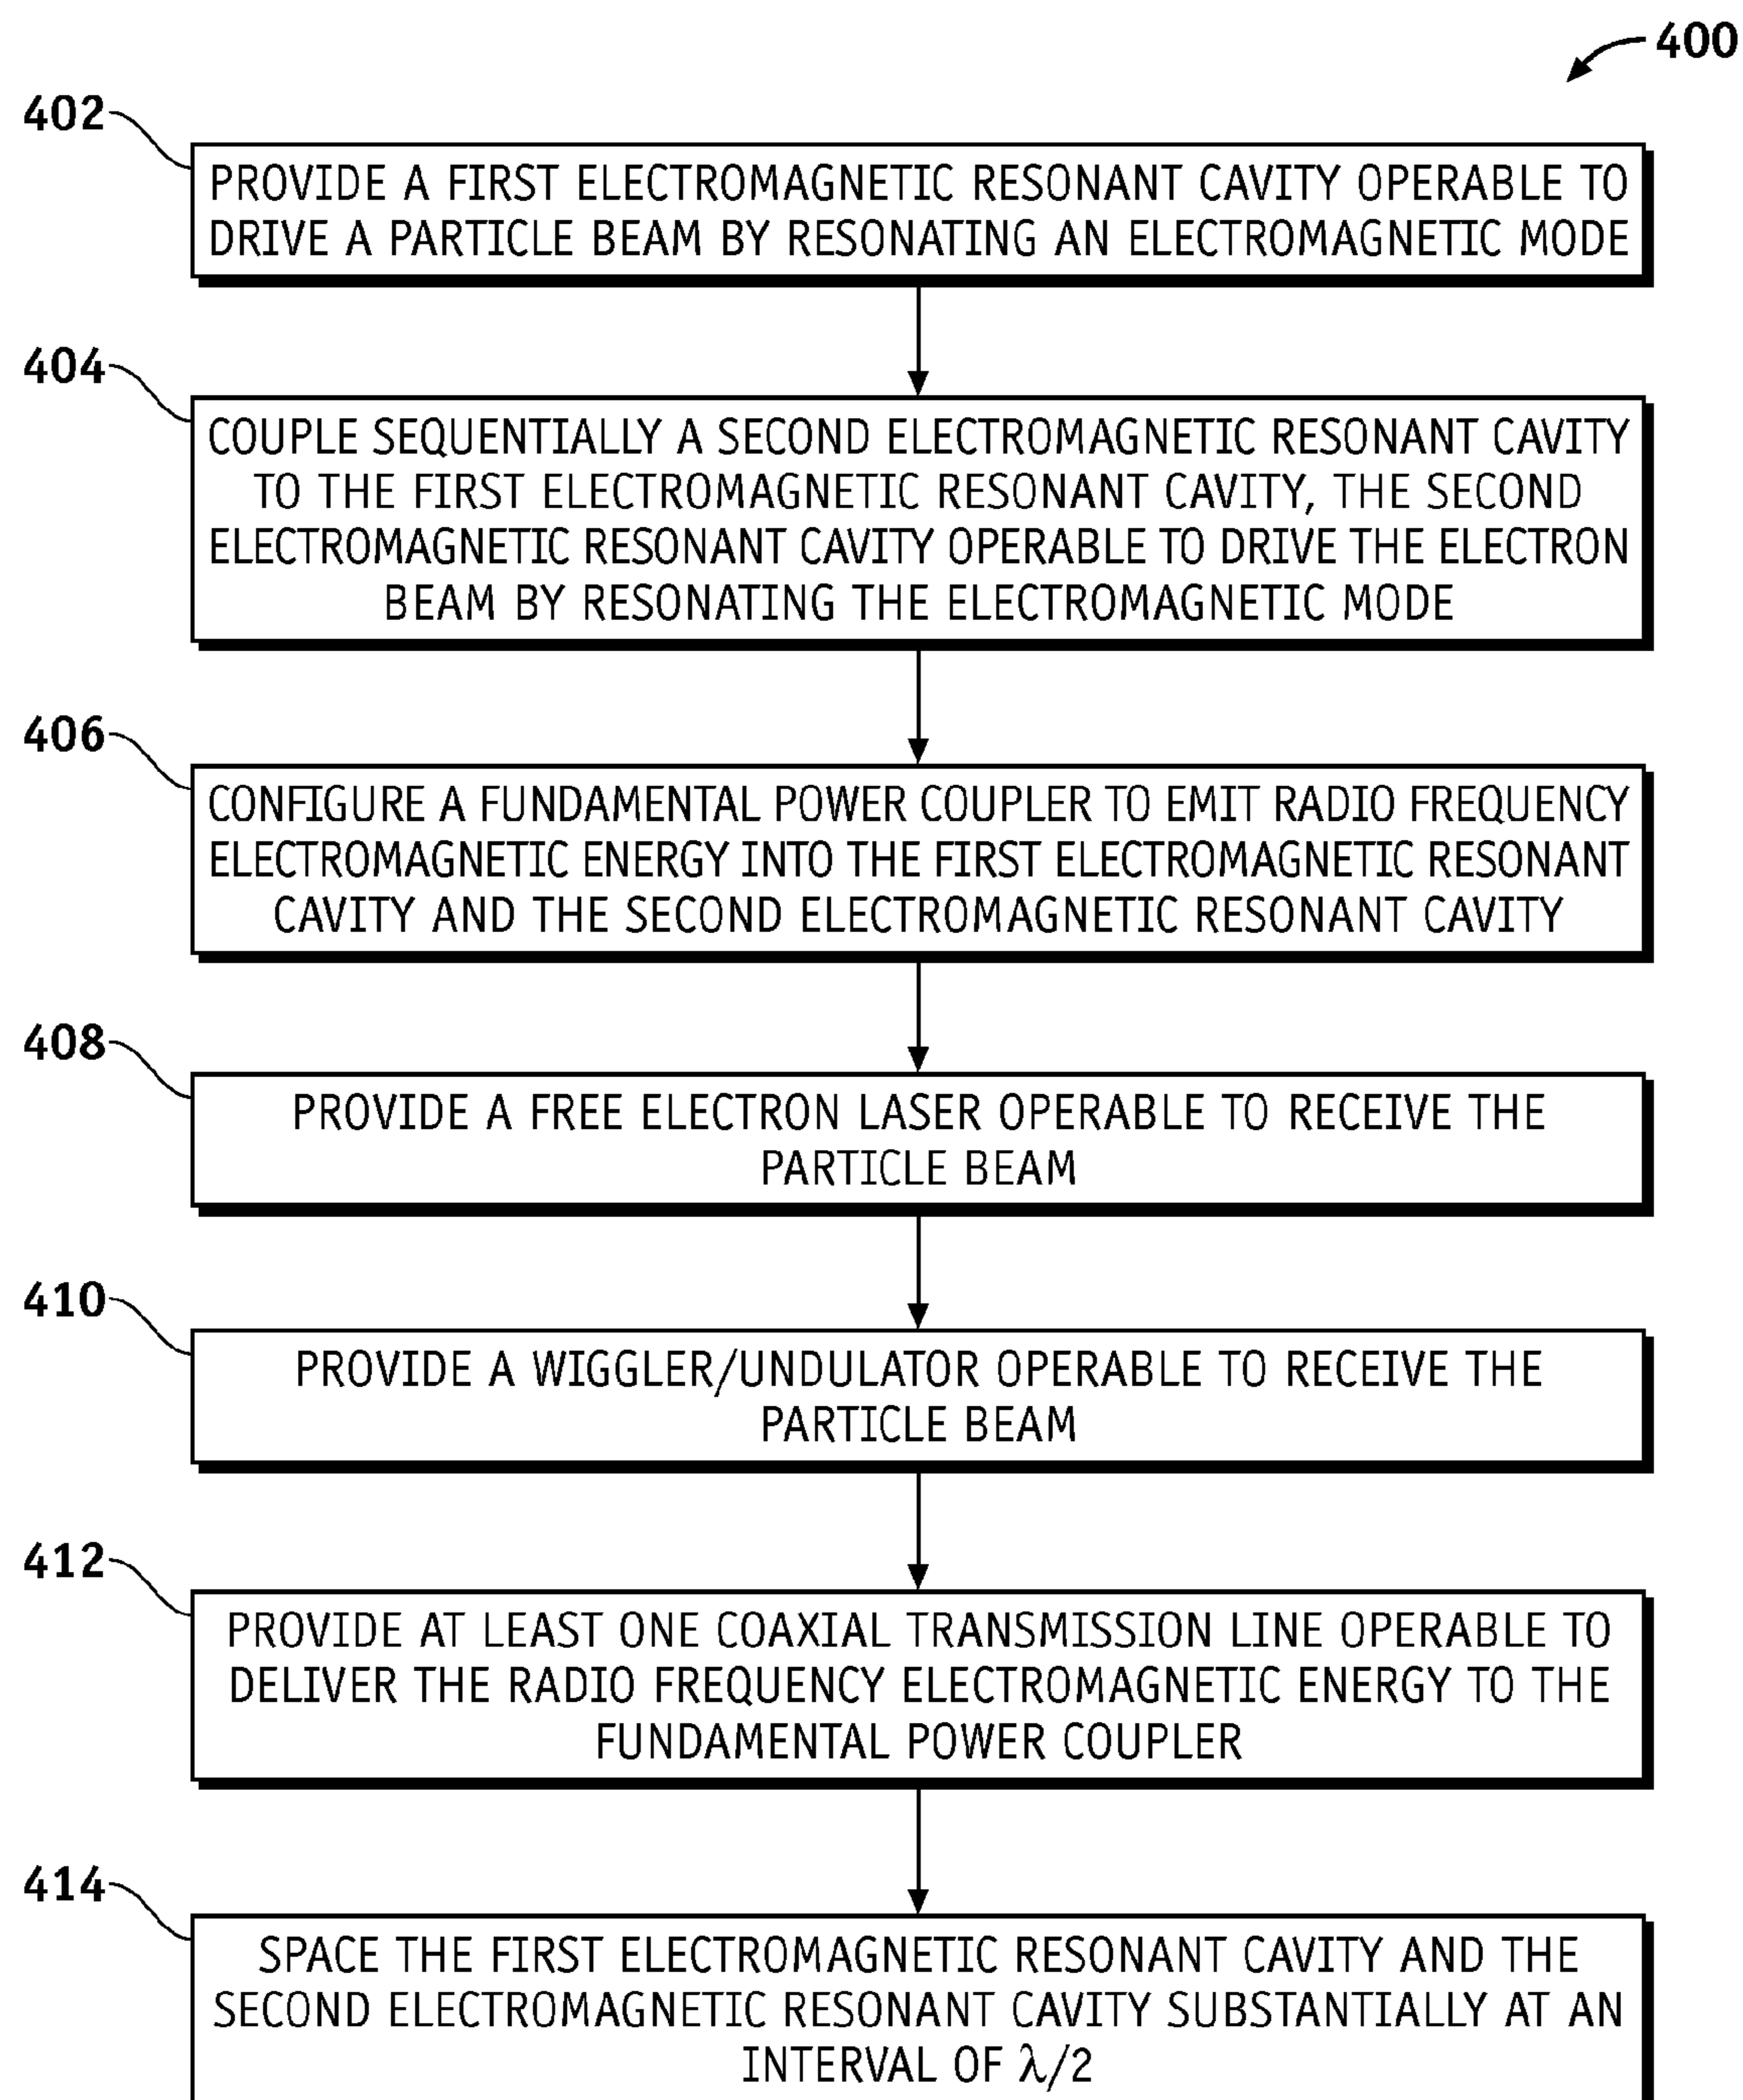 400
402
PROVIDE A FIRST ELECTROMAGNETIC RESONANT CAVITY OPERABLE TO
DRIVE A PARTICLE BEAM BY RESONATING AN ELECTROMAGNETIC MODE
404
COUPLE SEQUENTIALLY A SECOND ELECTROMAGNETIC RESONANT CAVITY
TO THE FIRST ELECTROMAGNETIC RESONANT CAVITY, THE SECOND
ELECTROMAGNETIC RESONANT CAVITY OPERABLE TO DRIVE THE ELECTRON
BEAM BY RESONATING THE ELECTROMAGNETIC MODE
406
CONFIGURE A FUNDAMENTAL POWER COUPLER TO EMIT RADIO FREQUENCY
ELECTROMAGNETIC ENERGY INTO THE FIRST ELECTROMAGNETIC RESONANT
CAVITY AND THE SECOND ELECTROMAGNETIC RESONANT CAVITY
408
PROVIDE A FREE ELECTRON LASER OPERABLE TO RECEIVE THE
PARTICLE BEAM
410
PROVIDE A WIGGLER/UNDULATOR OPERABLE TO RECEIVE THE
PARTICLE BEAM
412
PROVIDE AT LEAST ONE COAXIAL TRANSMISSION LINE OPERABLE TO
DELIVER THE RADIO FREQUENCY ELECTROMAGNETIC ENERGY TO THE
FUNDAMENTAL POWER COUPLER
414
SPACE THE FIRST ELECTROMAGNETIC RESONANT CAVITY AND THE
SECOND ELECTROMAGNETIC RESONANT CAVITY SUBSTANTIALLY AT AN
INTERVAL OF λ/2